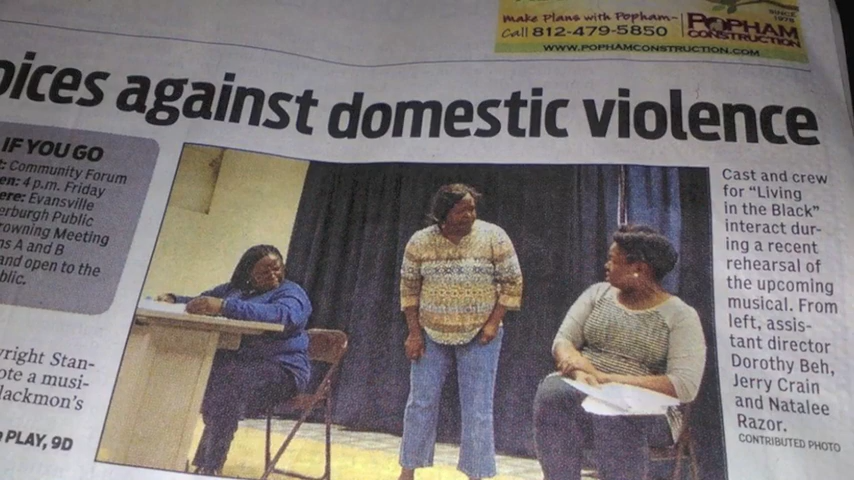 Make Plans with Popham-
Call 812-479-5850
POPHAM
CONSTRUCTION
SINCE
1978
WWW.POPHAMCONSTRUCTION.COM
oices against domestic violence
IF YOU GO
t: Community Forum
en: 4 p.m. Friday
ere: Evansville
erburgh Public
rowning Meeting
ns A and B
and open to the
blic.
wright Stan-
ote a musi-
lackmon's
PLAY, 9D
Cast and crew
for "Living
in the Black"
interact dur-
ing a recent
rehearsal of
the upcoming
musical. From
left, assis-
tant director
Dorothy Beh,
Jerry Crain
and Natalee
Razor.
CONTRIBUTED PHOTO